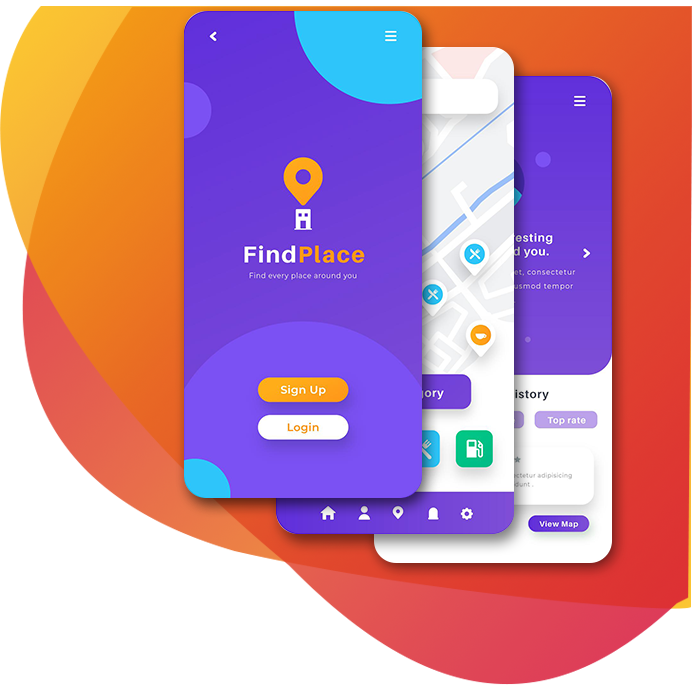 FindPlace
Find every place around you
Sign Up
Login
gory
resting
d you.
et, consectetur
usmod tempor
istory
Top rate
ctetur adipisicing
dunt .
View Map